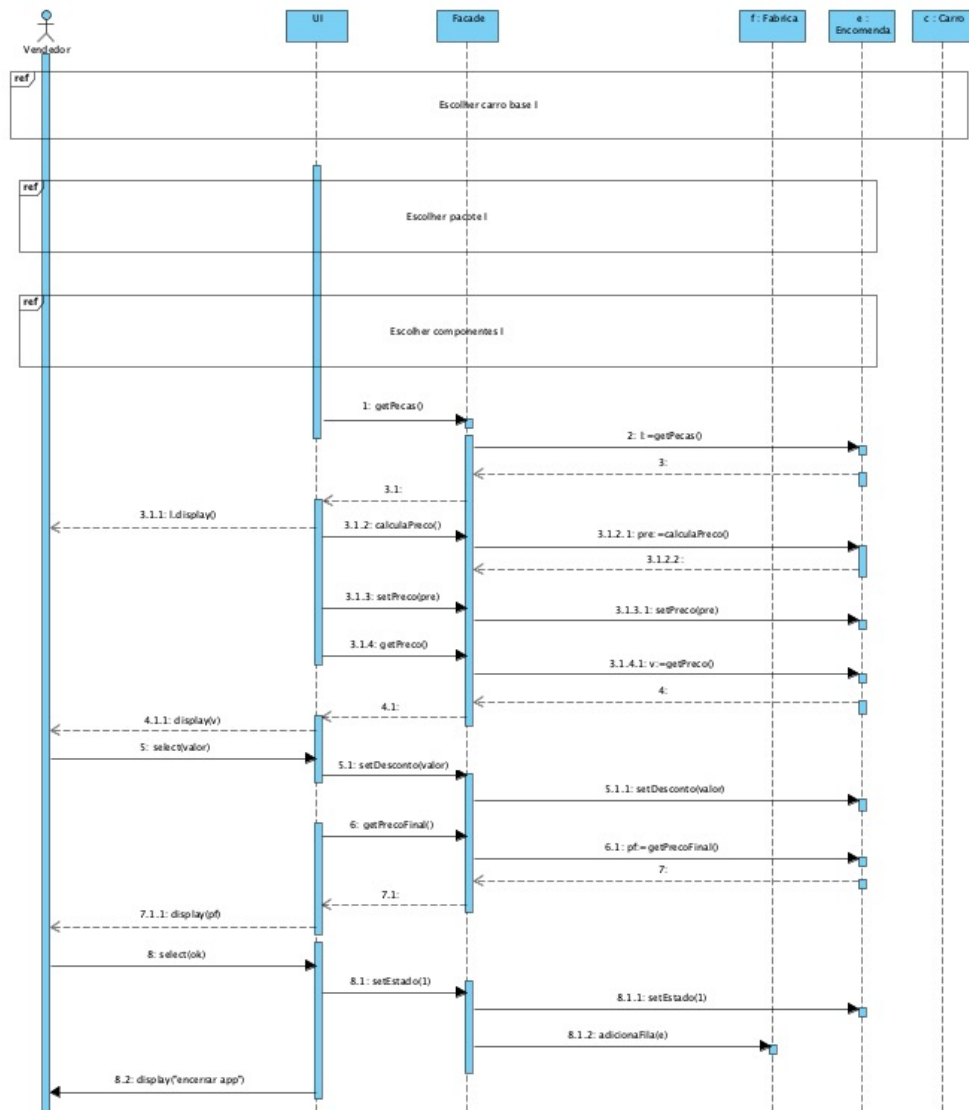 Vendedor
UI
Facade
f : Fabrica
e :
Encomenda
c : Carro
ref
Escolher carro base I
ref
Escolher pacote I
ref
Escolher componentes I
1: getPecas()
2: l:=getPecas()
3:
3.1:
3.1.1: l.display()
3.1.2: calculaPreco()
3.1.2.1: pre:=calculaPreco()
3.1.2.2:
3.1.3: setPreco(pre)
3.1.3.1: setPreco(pre)
3.1.4: getPreco()
3.1.4.1: v:=getPreco()
4:
4.1:
4.1.1: display(v)
5: select(valor)
5.1: setDesconto(valor)
5.1.1: setDesconto(valor)
6: getPrecoFinal()
6.1: pf:=getPrecoFinal()
7:
7.1:
7.1.1: display(pf)
8: select(ok)
8.1: setEstado(1)
8.1.1: setEstado(1)
8.1.2: adicionaFila(e)
8.2: display("encerrar app")